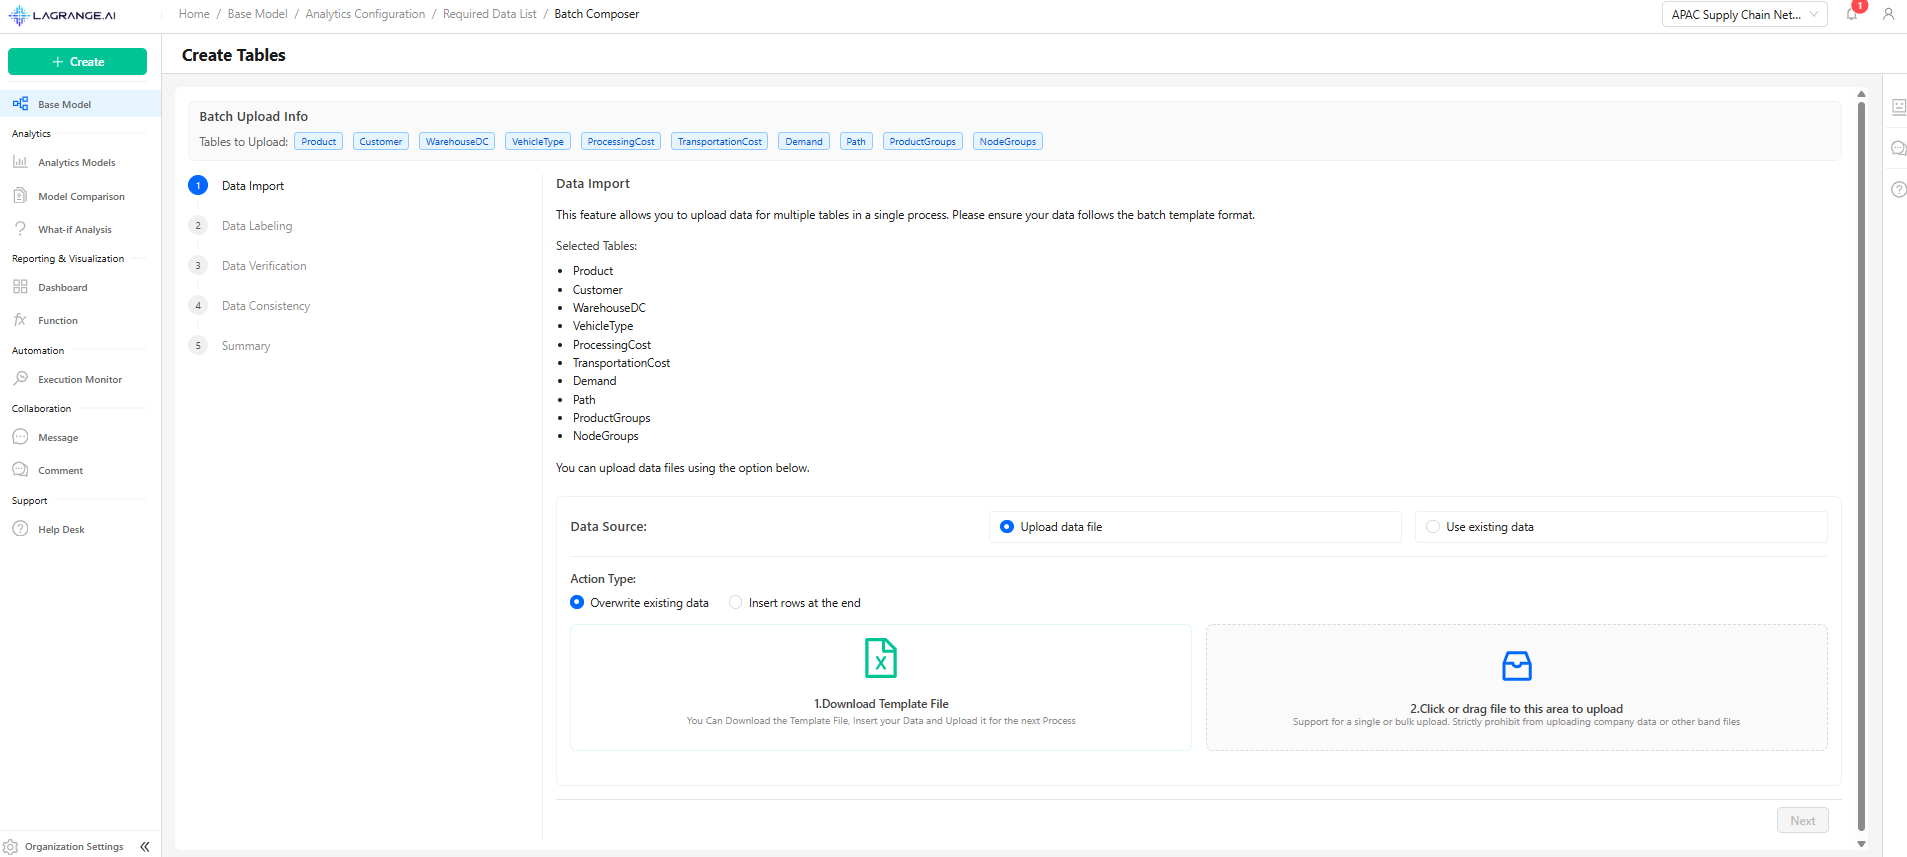 LAGRANGE.AI
Home / Base Model / Analytics Configuration / Required Data List / Batch Composer
APAC Supply Chain Net...
1
Create
Base Model
Analytics
Analytics Models
Model Comparison
What-if Analysis
Reporting & Visualization
Dashboard
Function
Automation
Execution Monitor
Collaboration
Message
Comment
Support
Help Desk
Organization Settings
Create Tables
Batch Upload Info
Tables to Upload: Product Customer WarehouseDC VehicleType ProcessingCost TransportationCost Demand Path ProductGroups NodeGroups
1 Data Import
2 Data Labeling
3 Data Verification
4 Data Consistency
5 Summary
Data Import
This feature allows you to upload data for multiple tables in a single process. Please ensure your data follows the batch template format.
Selected Tables:
• Product
• Customer
• WarehouseDC
• VehicleType
• ProcessingCost
• TransportationCost
• Demand
• Path
• ProductGroups
• NodeGroups
You can upload data files using the option below.
Data Source: Upload data file Use existing data
Action Type:
Overwrite existing data Insert rows at the end
X
1.Download Template File
You Can Download the Template File, Insert your Data and Upload it for the next Process
2.Click or drag file to this area to upload
Support for a single or bulk upload. Strictly prohibit from uploading company data or other band files
Next